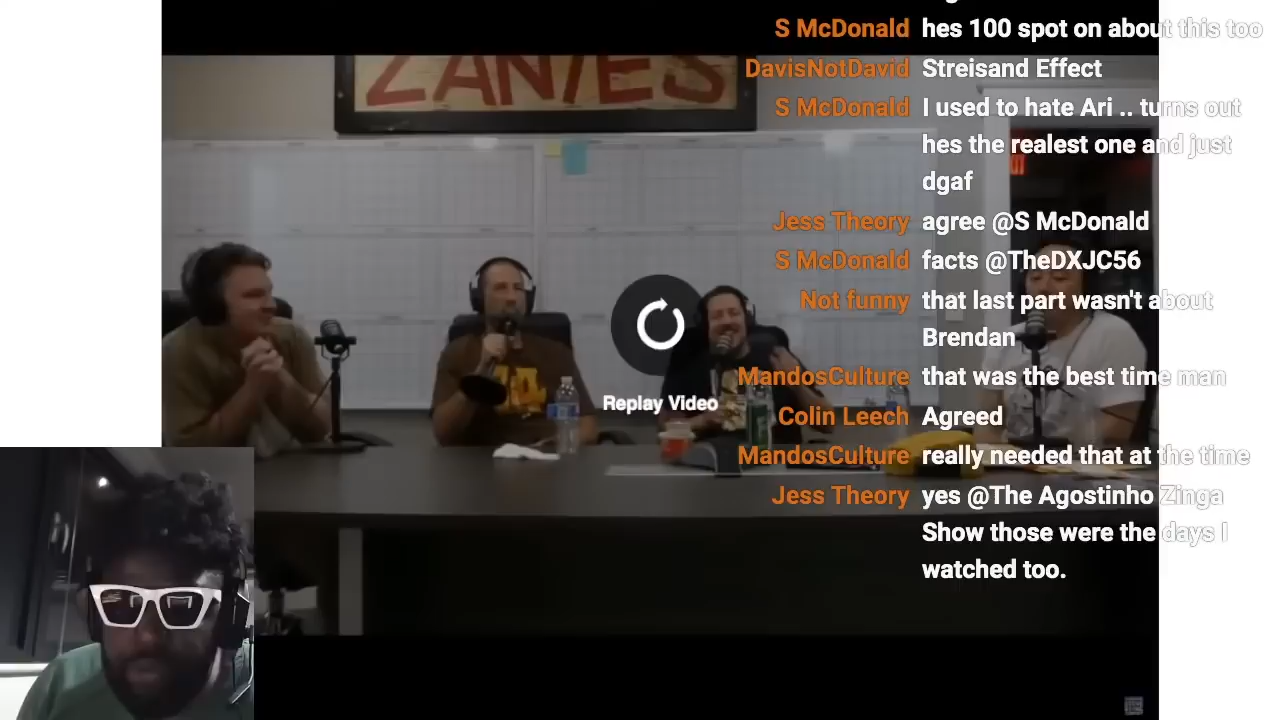 S McDonald hes 100 spot on about this too
ZANIES
DavisNotDavid Streisand Effect
S McDonald I used to hate Ari .. turns out
hes the realest one and just
dgaf
Jess Theory agree @S McDonald
S McDonald facts @TheDXJC56
Not funny that last part wasn't about
Brendan
MandosCulture that was the best time man
Replay Video
Colin Leech Agreed
MandosCulture really needed that at the time
Jess Theory yes @The Agostinho Zinga
Show those were the days I
watched too.